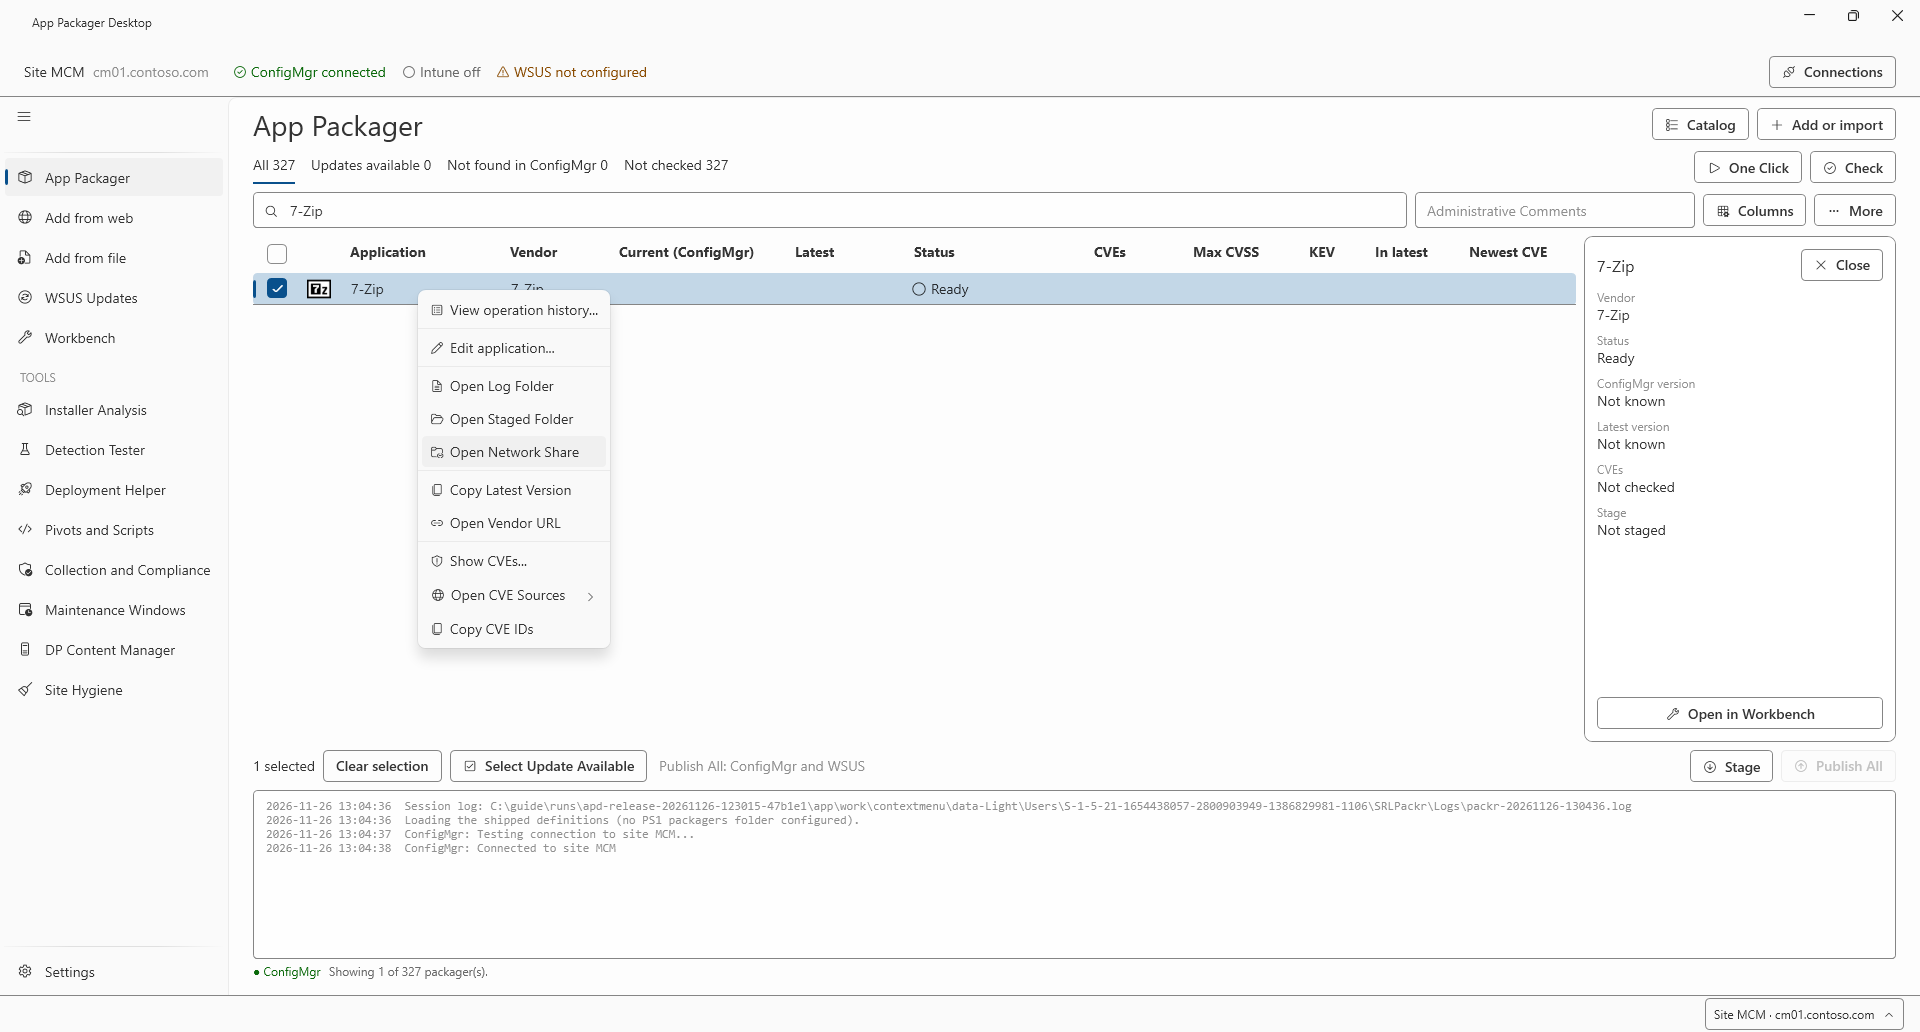 App Packager Desktop
Site MCM cm01.contoso.com ConfigMgr connected Intune off WSUS not configured Connections
App Packager
Add from web
Add from file
WSUS Updates
Workbench
TOOLS
Installer Analysis
Detection Tester
Deployment Helper
Pivots and Scripts
Collection and Compliance
Maintenance Windows
DP Content Manager
Site Hygiene
Settings
App Packager
Catalog
Add or import
All 327 Updates available 0 Not found in ConfigMgr 0 Not checked 327
One Click
Check
7-Zip
Administrative Comments
Columns
More
Application Vendor Current (ConfigMgr) Latest Status CVEs Max CVSS KEV In latest Newest CVE
7z 7-Zip 7-Zip Ready
View operation history...
Edit application...
Open Log Folder
Open Staged Folder
Open Network Share
Copy Latest Version
Open Vendor URL
Show CVEs...
Open CVE Sources
Copy CVE IDs
7-Zip
Close
Vendor
7-Zip
Status
Ready
ConfigMgr version
Not known
Latest version
Not known
CVEs
Not checked
Stage
Not staged
Open in Workbench
1 selected Clear selection Select Update Available Publish All: ConfigMgr and WSUS Stage Publish All
2026-11-26 13:04:36 Session log: C:\guide\runs\apd-release-20261126-123015-47b1e1\app\work\contextmenu\data-Light\Users\S-1-5-21-1654438057-2800903949-1386829981-1106\SRLPackr\Logs\packr-20261126-130436.log
2026-11-26 13:04:36 Loading the shipped definitions (no PS1 packagers folder configured).
2026-11-26 13:04:37 ConfigMgr: Testing connection to site MCM...
2026-11-26 13:04:38 ConfigMgr: Connected to site MCM
ConfigMgr Showing 1 of 327 packager(s).
Site MCM · cm01.contoso.com